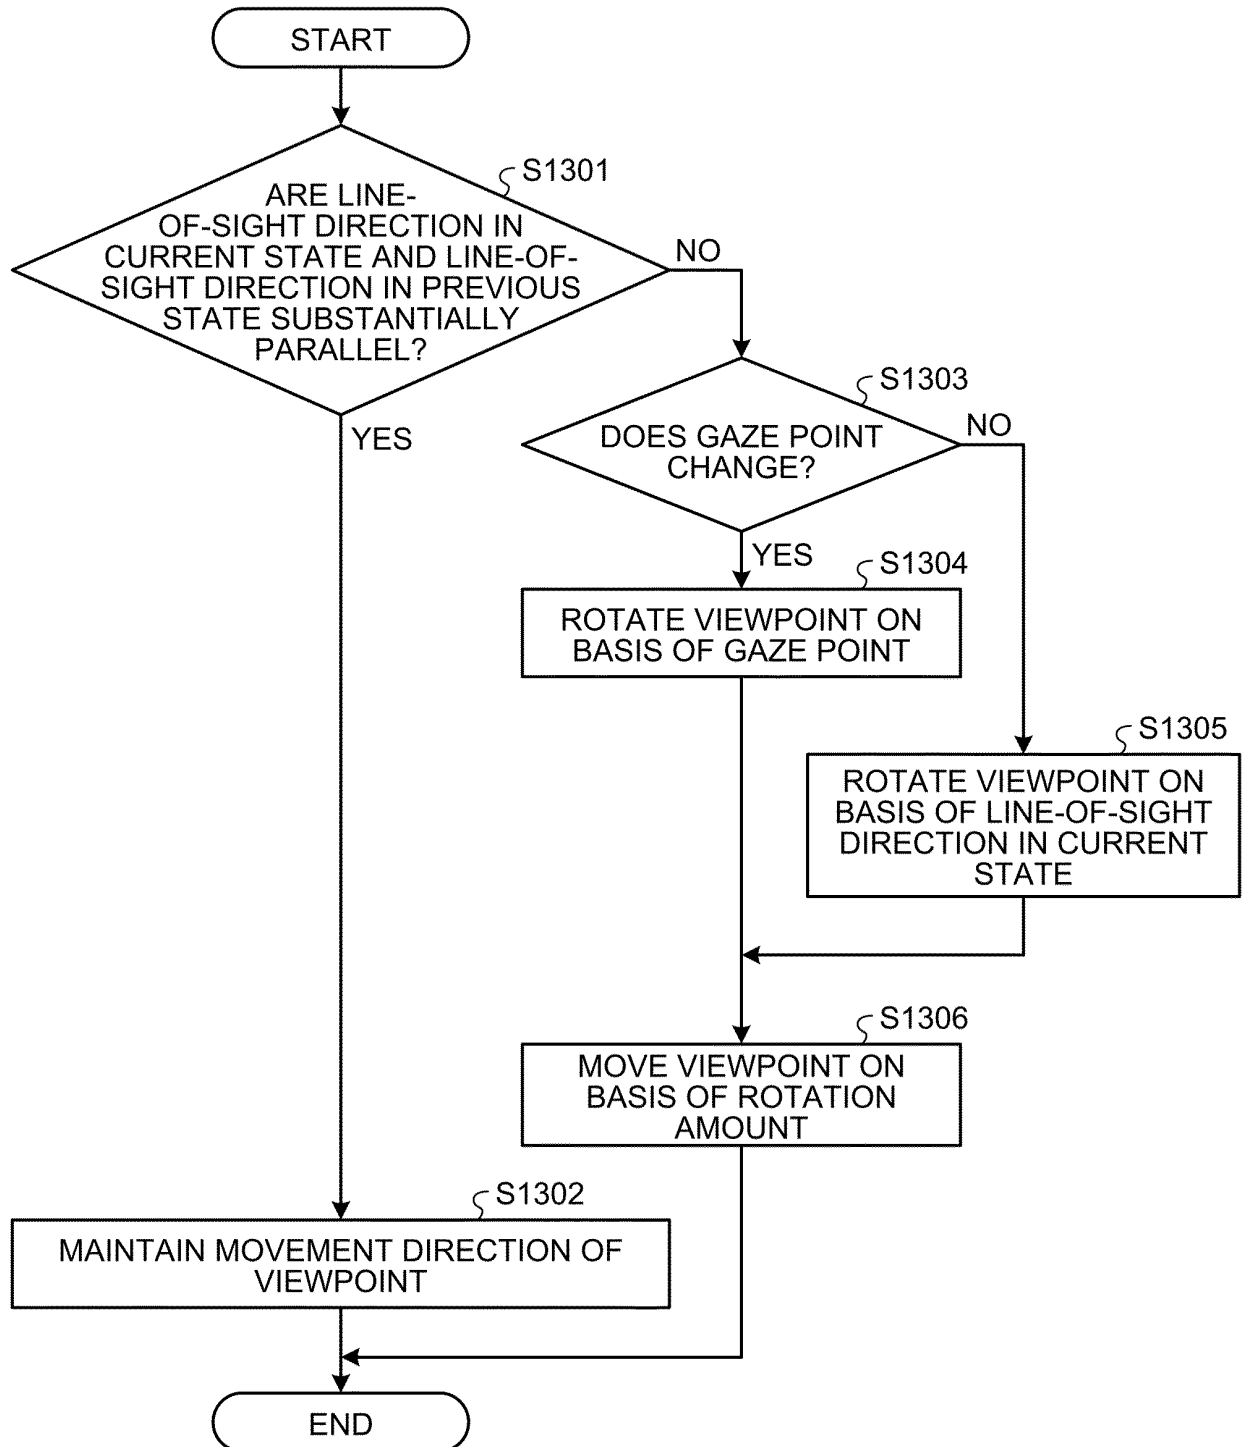 START
S1301
ARE LINE-
OF-SIGHT DIRECTION IN
CURRENT STATE AND LINE-OF-
SIGHT DIRECTION IN PREVIOUS
STATE SUBSTANTIALLY
PARALLEL?
NO
YES
S1303
DOES GAZE POINT
CHANGE?
NO
YES
S1304
ROTATE VIEWPOINT ON
BASIS OF GAZE POINT
S1305
ROTATE VIEWPOINT ON
BASIS OF LINE-OF-SIGHT
DIRECTION IN CURRENT
STATE
S1306
MOVE VIEWPOINT ON
BASIS OF ROTATION
AMOUNT
S1302
MAINTAIN MOVEMENT DIRECTION OF
VIEWPOINT
END